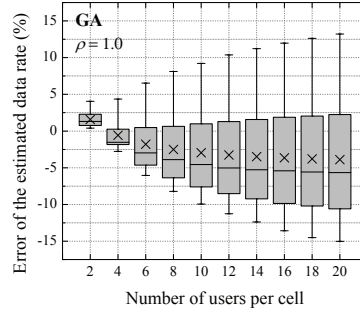 Error of the estimated data rate (%)
15
10
5
0
-5
-10
-15
GA
ρ = 1.0
2 4 6 8 10 12 14 16 18 20
Number of users per cell